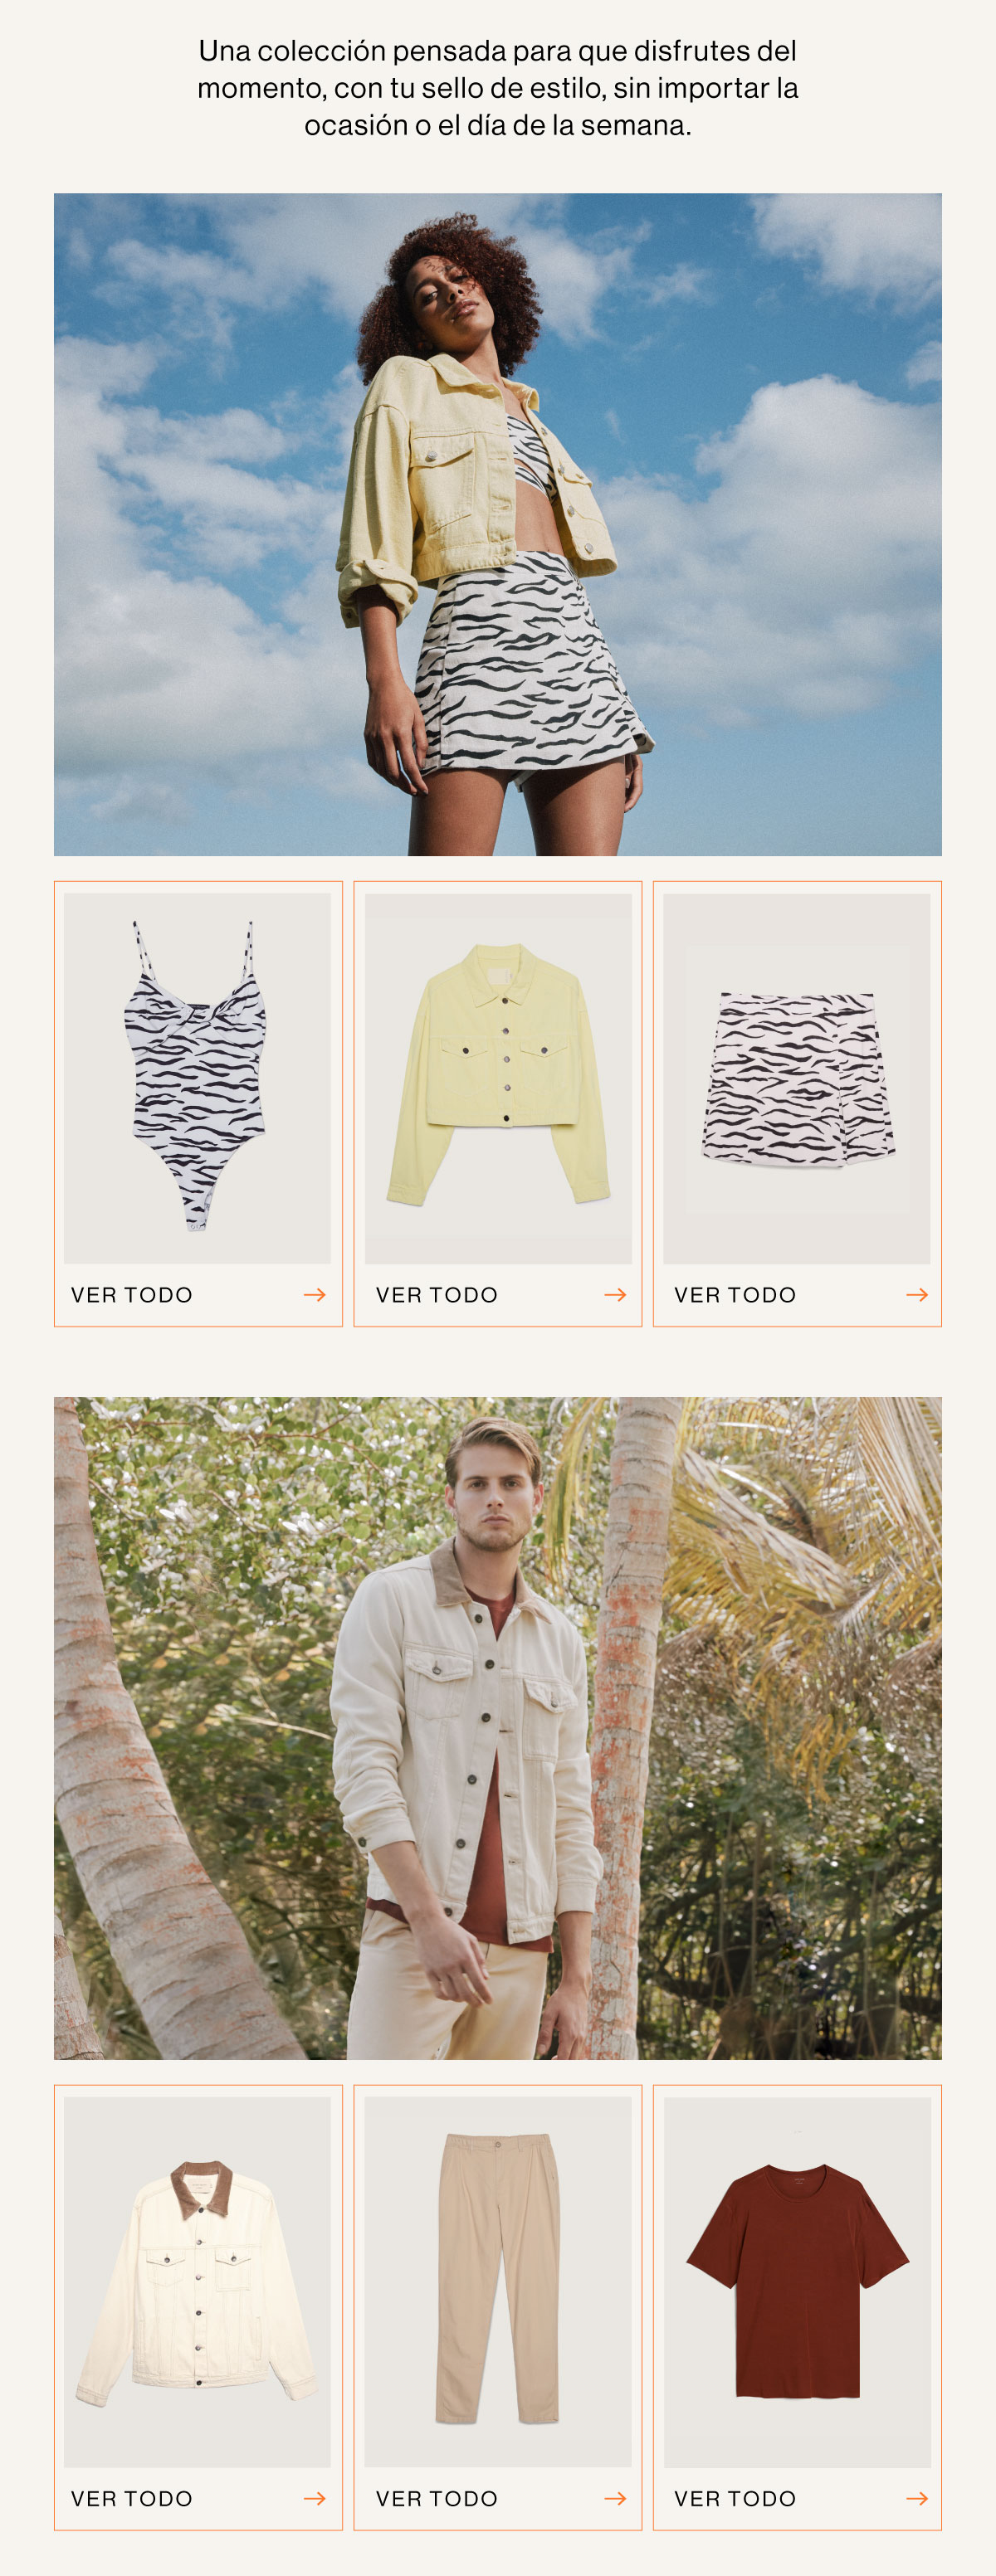 Una colección pensada para que disfrutes del
momento, con tu sello de estilo, sin importar la
ocasión o el día de la semana.
VER TODO
VER TODO
VER TODO
VER TODO
VER TODO
VER TODO